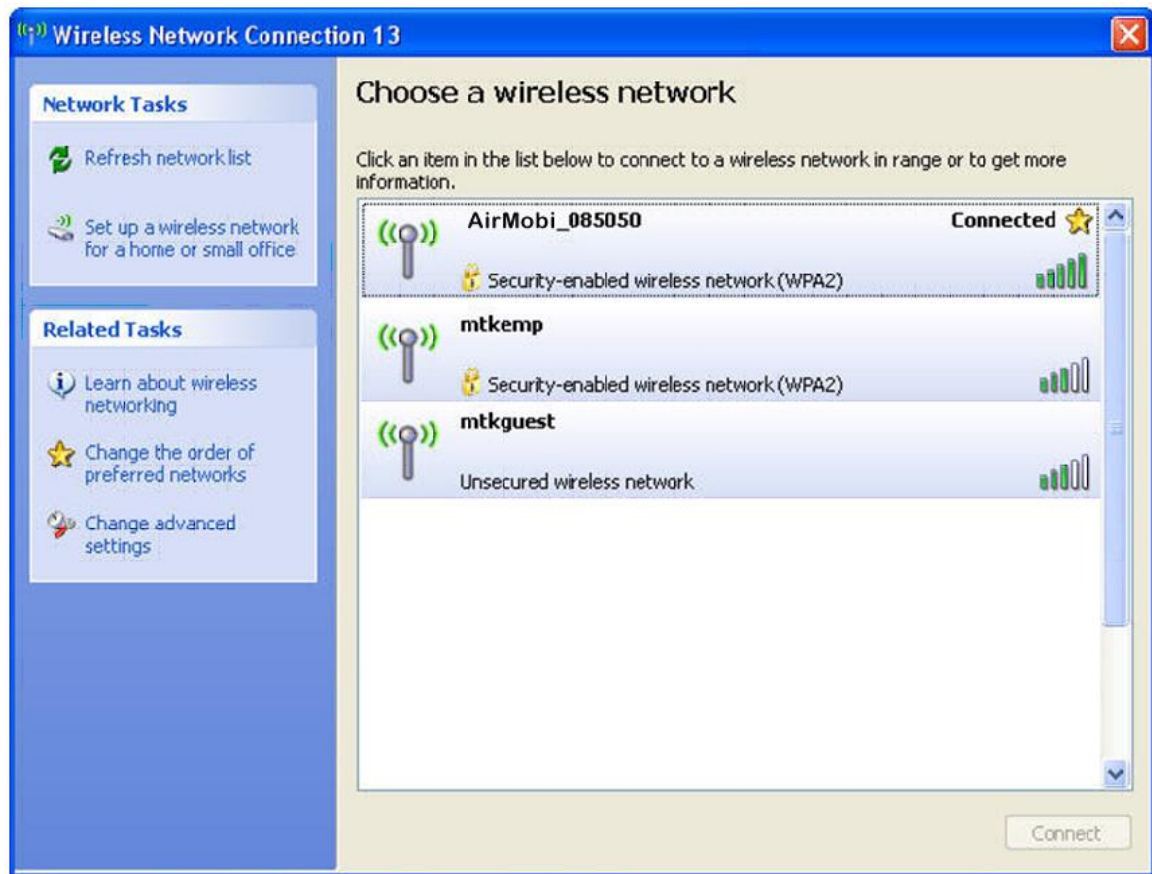 Wireless Network Connection 13
Network Tasks
Refresh network list
Set up a wireless network
for a home or small office
Related Tasks
Learn about wireless
networking
Change the order of
preferred networks
Change advanced
settings
Choose a wireless network
Click an item in the list below to connect to a wireless network in range or to get more
information.
AirMobi_085050 Connected
Security-enabled wireless network (WPA2)
mtkemp
Security-enabled wireless network (WPA2)
mtkguest
Unsecured wireless network
Connect